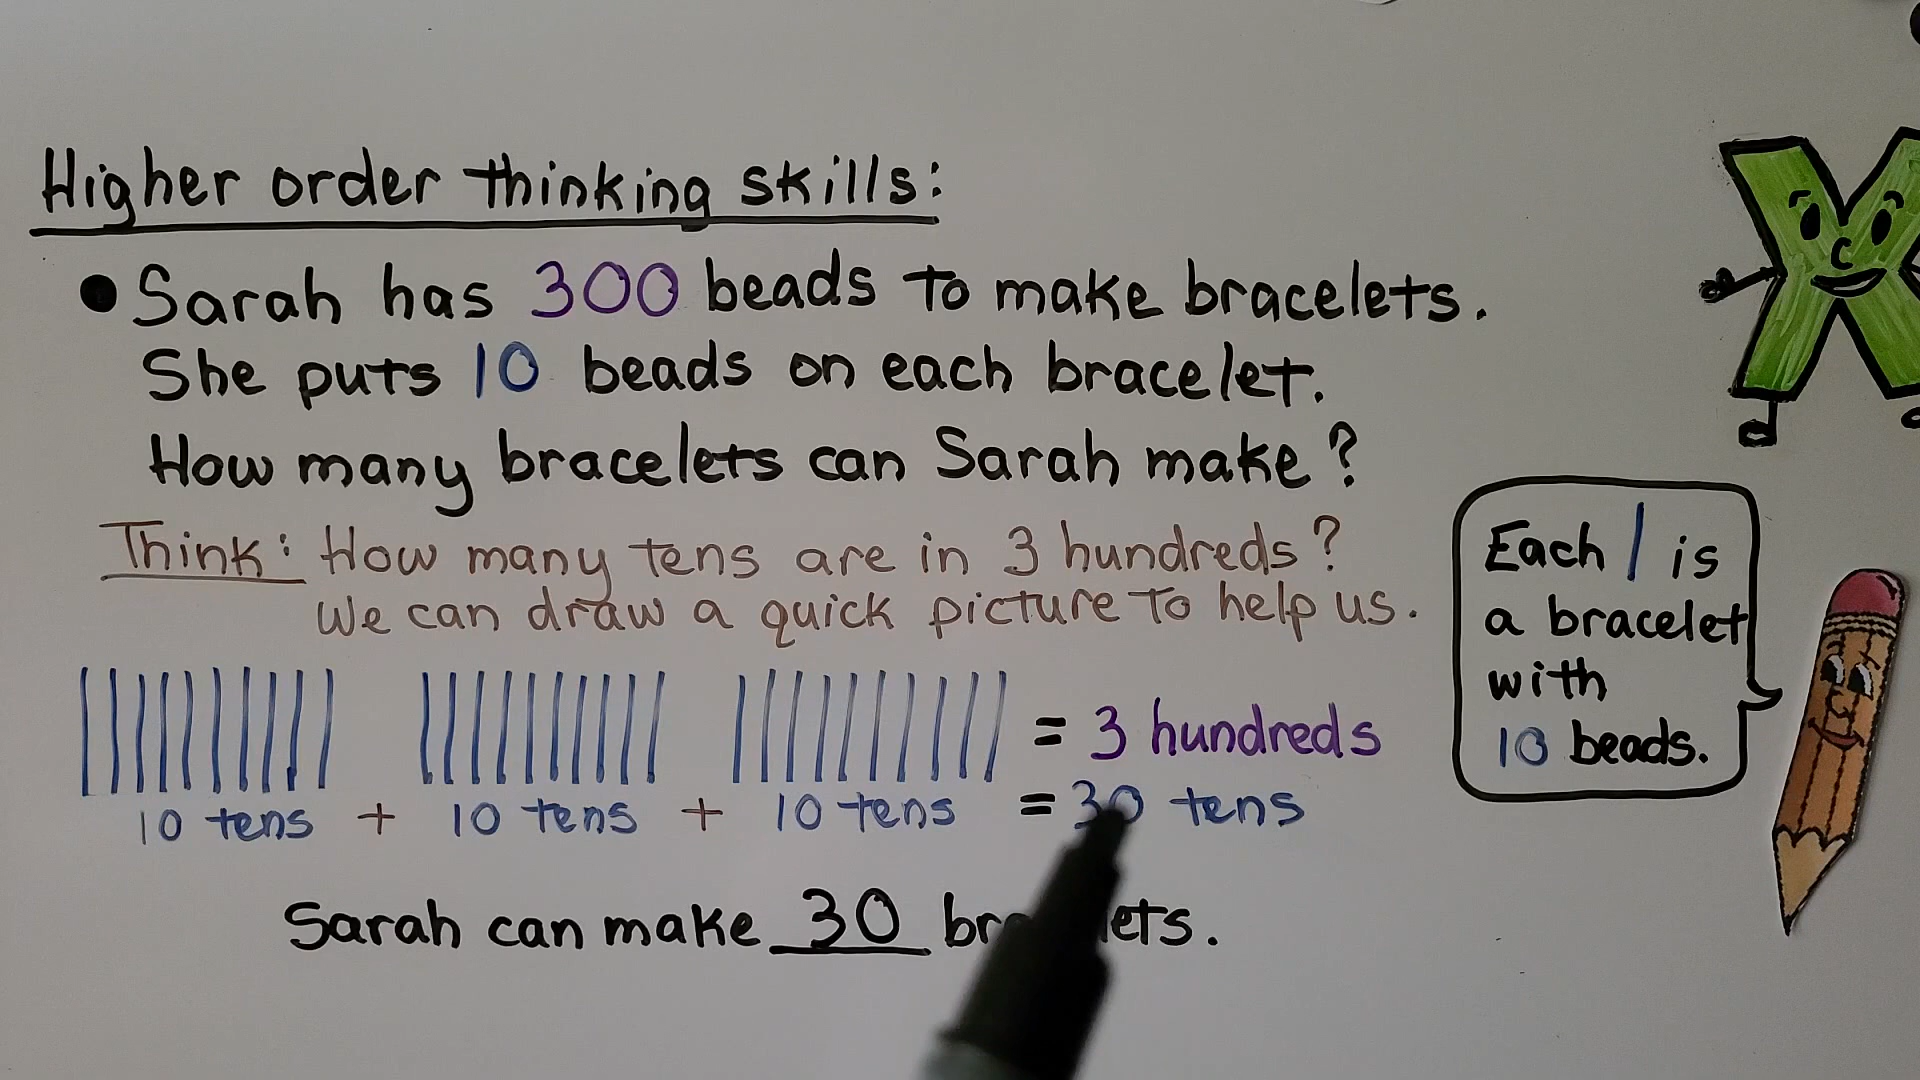 Higher order thinking skills:
• Sarah has 300 beads to make bracelets.
She puts 10 beads on each bracelet.
How many bracelets can Sarah make?
Think: How many tens are in 3 hundreds?
We can draw a quick picture to help us.
Each | is
a bracelet
with
10 beads.
= 3 hundreds
10 tens + 10 tens + 10 tens = 30 tens
Sarah can make 30